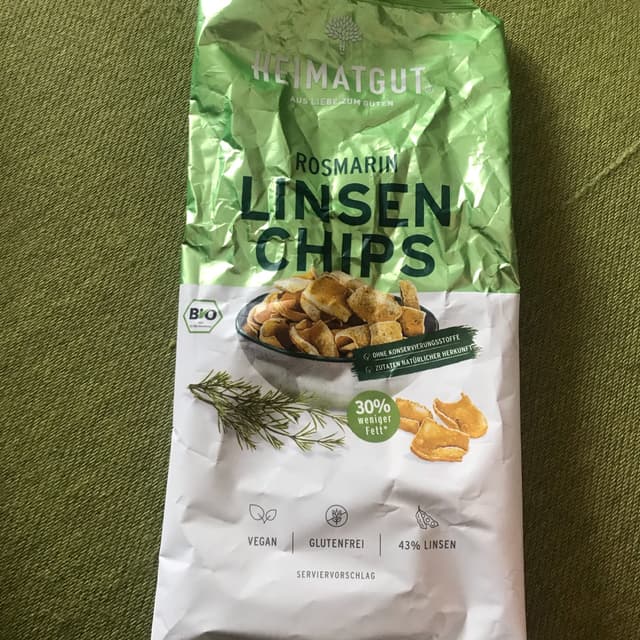 HEIMATGUT
AUS LIEBE ZUM GUTEN
ROSMARIN
LINSEN
CHIPS
BIO
OHNE KONSERVIERUNGSSTOFFE
ZUTATEN NATÜRLICHER HERKUNFT
30%
weniger
Fett*
VEGAN
GLUTENFREI
43% LINSEN
SERVIERVORSCHLAG